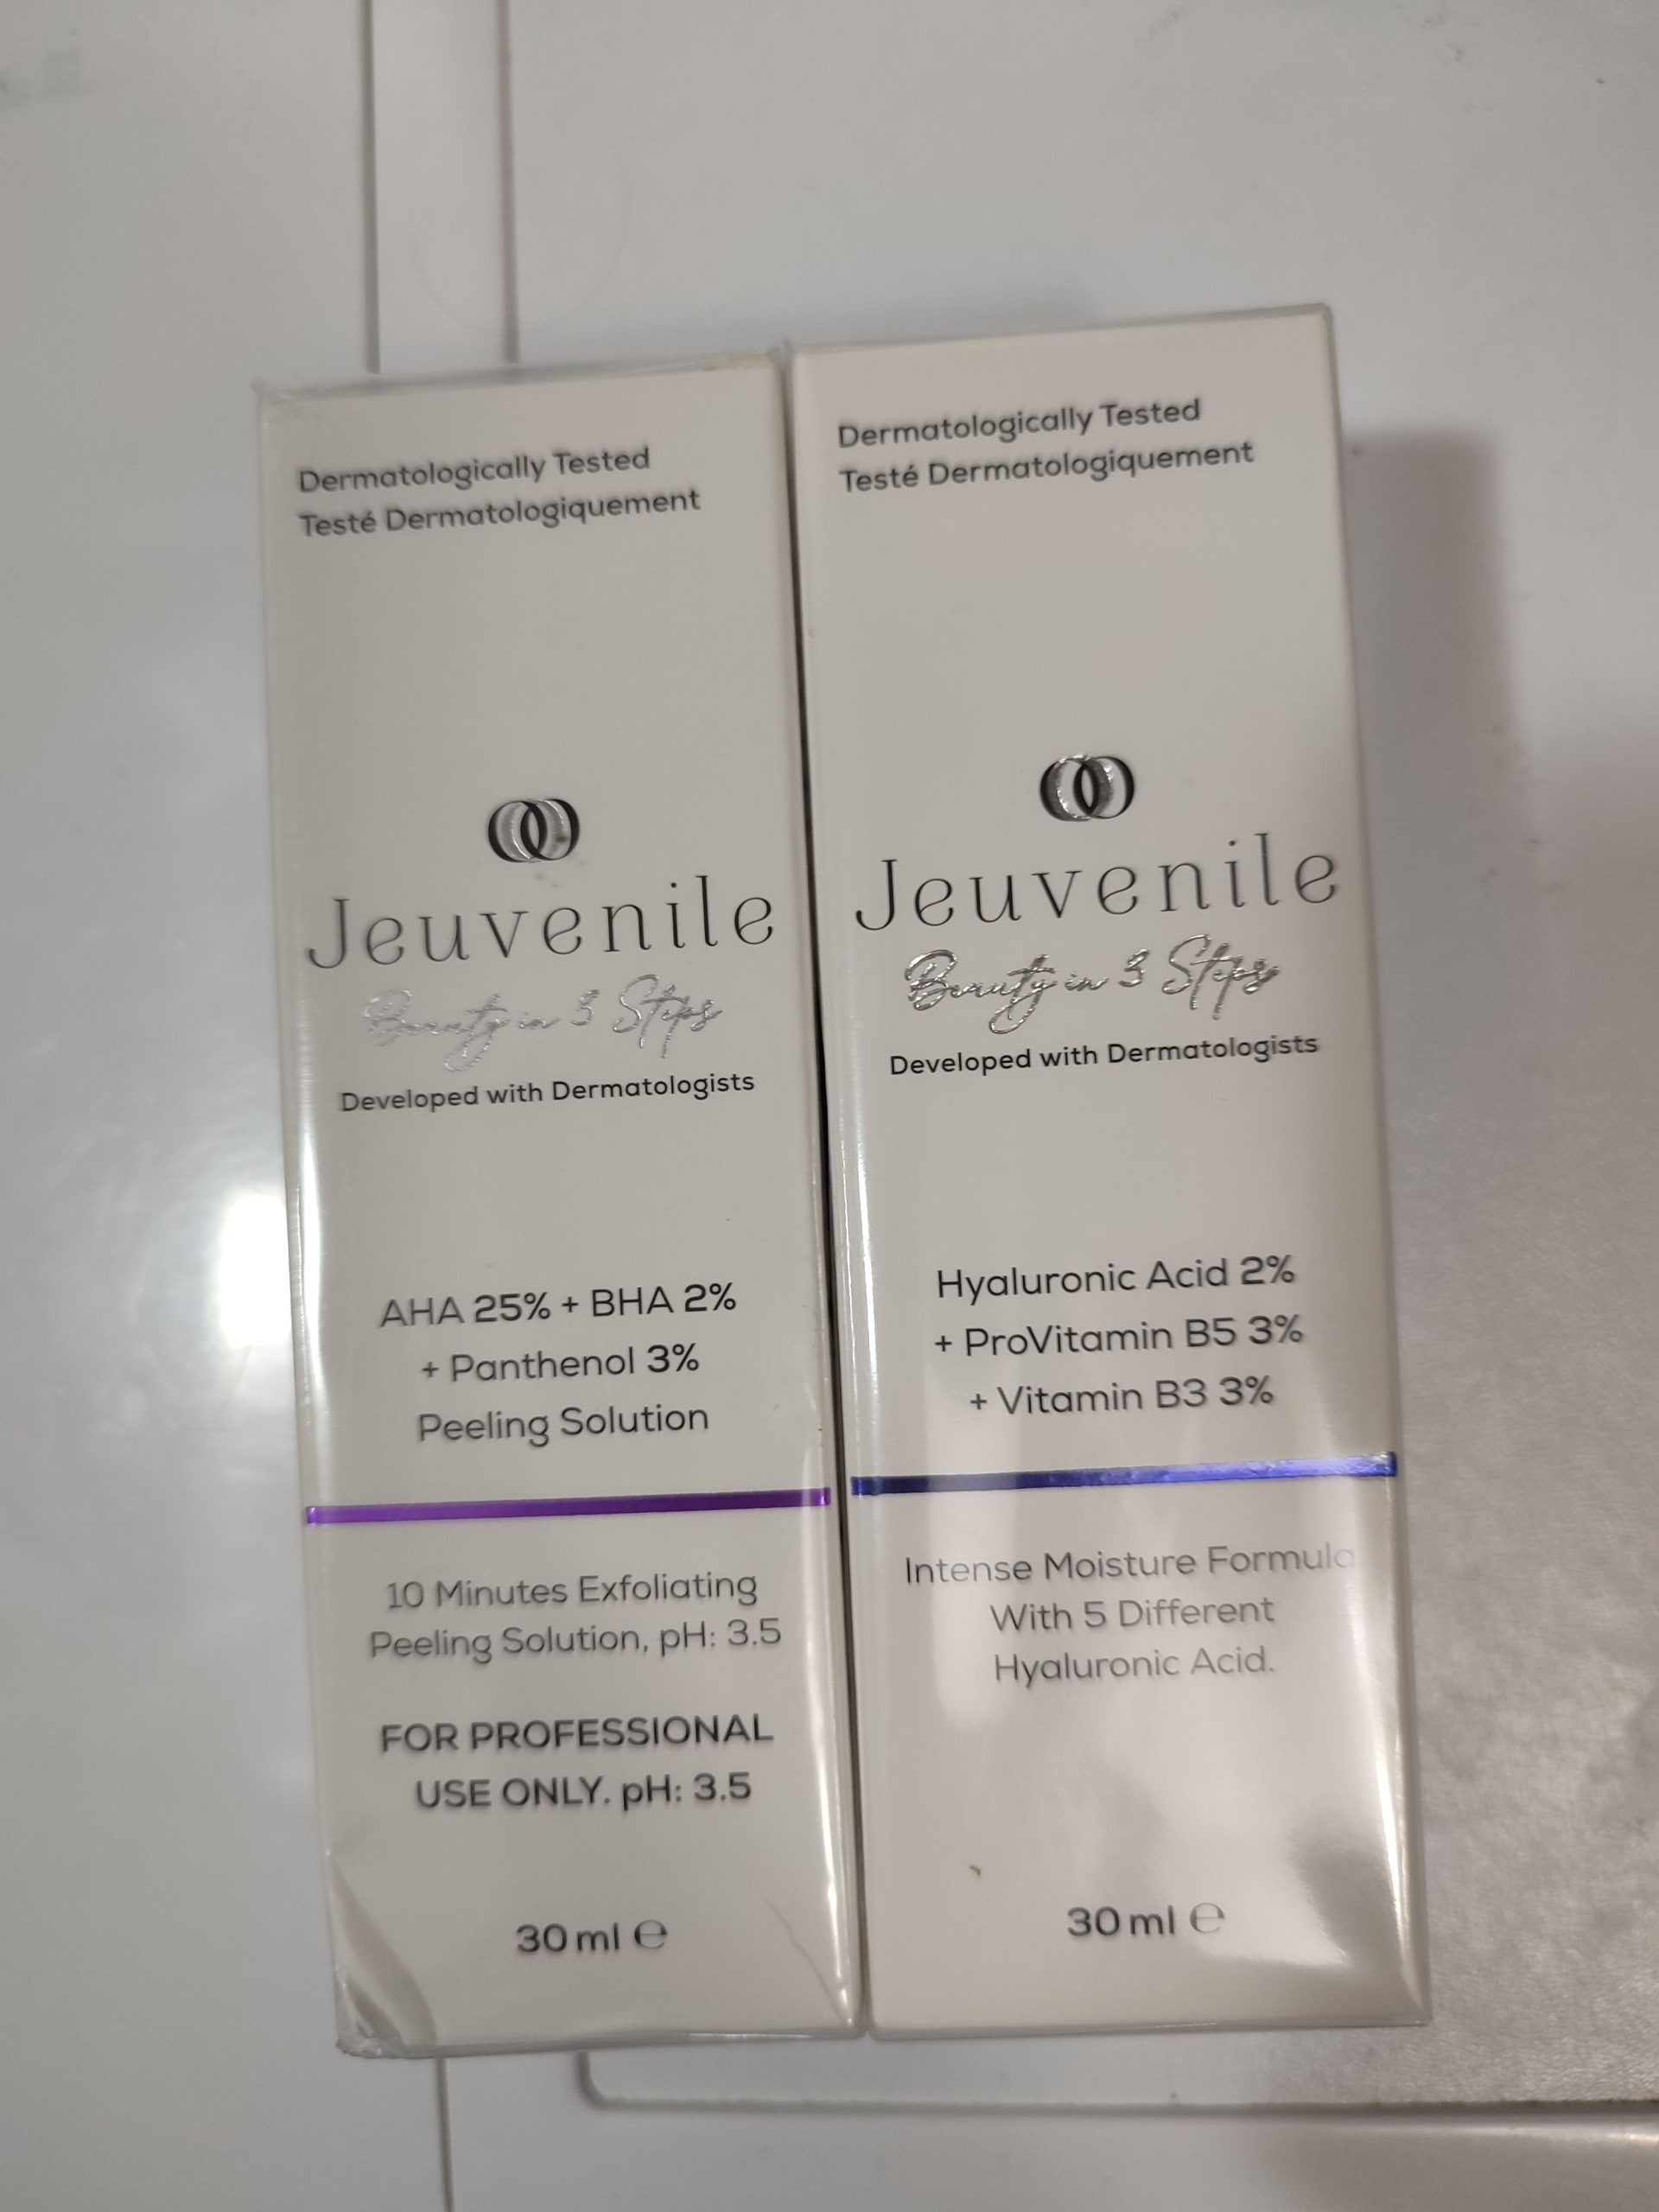 Dermatologically Tested
Testé Dermatologiquement
Jeuvenile
Beauty in 3 Steps
Developed with Dermatologists
AHA 25% + BHA 2%
+ Panthenol 3%
Peeling Solution
10 Minutes Exfoliating
Peeling Solution, pH: 3.5
FOR PROFESSIONAL
USE ONLY. pH: 3.5
30 ml ℮
Dermatologically Tested
Testé Dermatologiquement
Jeuvenile
Beauty in 3 Steps
Developed with Dermatologists
Hyaluronic Acid 2%
+ ProVitamin B5 3%
+ Vitamin B3 3%
Intense Moisture Formula
With 5 Different
Hyaluronic Acid.
30 ml ℮